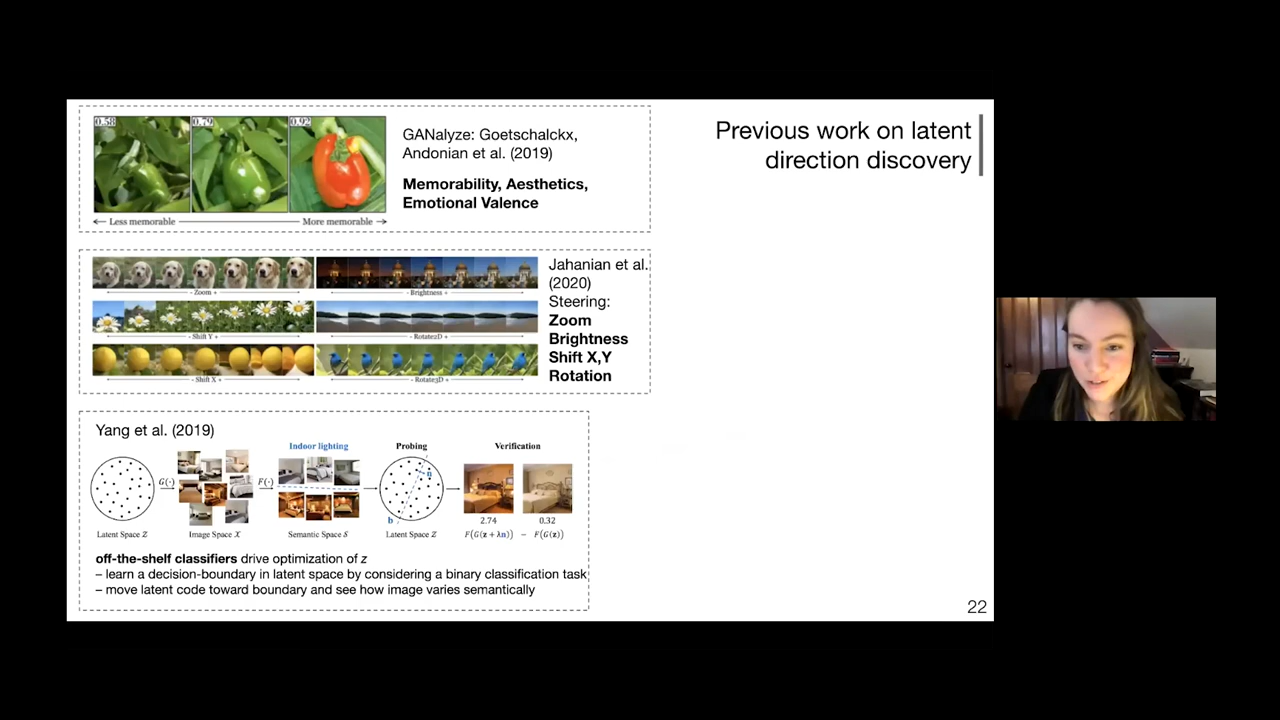 Previous work on latent
direction discovery
0.58 0.79 0.92
Less memorable More memorable
GANalyze: Goetschalckx,
Andonian et al. (2019)
Memorability, Aesthetics,
Emotional Valence
- Zoom + - Brightness +
- Shift Y + - Rotate2D +
- Shift X + - Rotate3D +
Jahanian et al.
(2020)
Steering:
Zoom
Brightness
Shift X,Y
Rotation
Yang et al. (2019)
Indoor lighting Probing Verification
G(·) F(·) n
b
2.74 0.32
Latent Space Z Image Space X Semantic Space S Latent Space Z F(G(z + λn)) − F(G(z))
off-the-shelf classifiers drive optimization of z
– learn a decision-boundary in latent space by considering a binary classification task
– move latent code toward boundary and see how image varies semantically
22